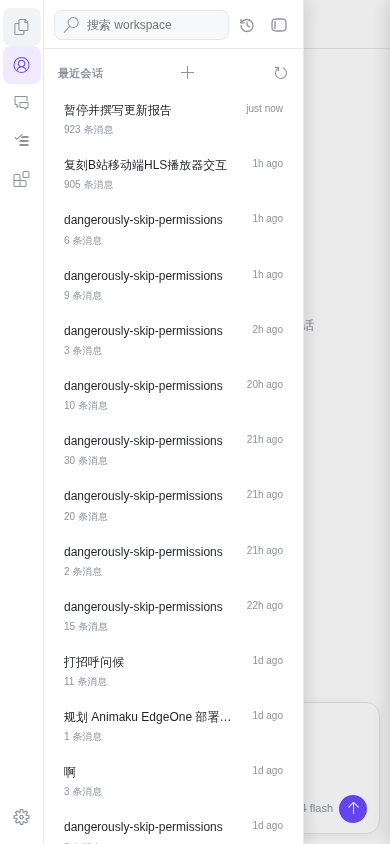 搜索 workspace
最近会话
暂停并撰写更新报告
just now
923 条消息
复刻B站移动端HLS播放器交互
1h ago
905 条消息
dangerously-skip-permissions
1h ago
6 条消息
dangerously-skip-permissions
1h ago
9 条消息
dangerously-skip-permissions
2h ago
3 条消息
dangerously-skip-permissions
20h ago
10 条消息
dangerously-skip-permissions
21h ago
30 条消息
dangerously-skip-permissions
21h ago
20 条消息
dangerously-skip-permissions
21h ago
2 条消息
dangerously-skip-permissions
22h ago
15 条消息
打招呼问候
1d ago
11 条消息
规划 Animaku EdgeOne 部署…
1d ago
1 条消息
啊
1d ago
3 条消息
dangerously-skip-permissions
1d ago
话
flash